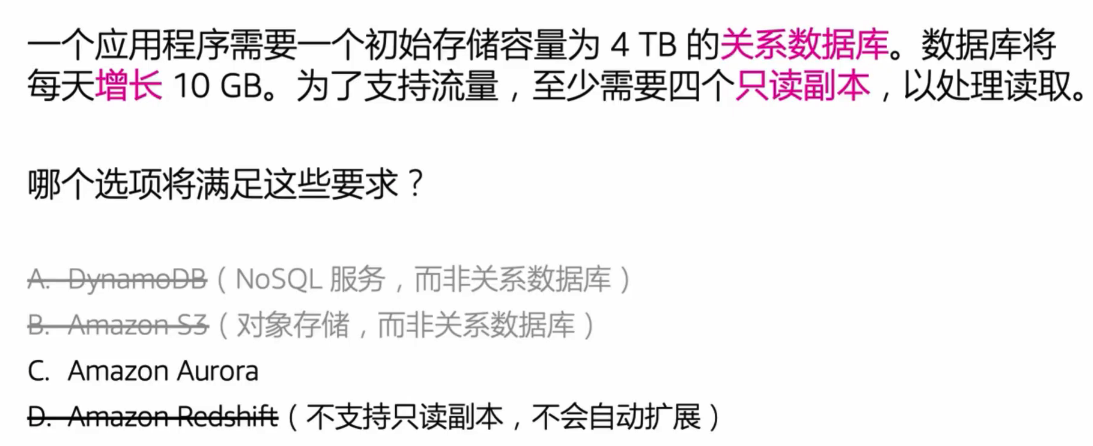 一个应用程序需要一个初始存储容量为 4 TB 的关系数据库。数据库将
每天增长 10 GB。为了支持流量，至少需要四个只读副本，以处理读取。
哪个选项将满足这些要求？
A. DynamoDB（NoSQL 服务，而非关系数据库）
B. Amazon S3（对象存储，而非关系数据库）
C. Amazon Aurora
D. Amazon Redshift（不支持只读副本，不会自动扩展）